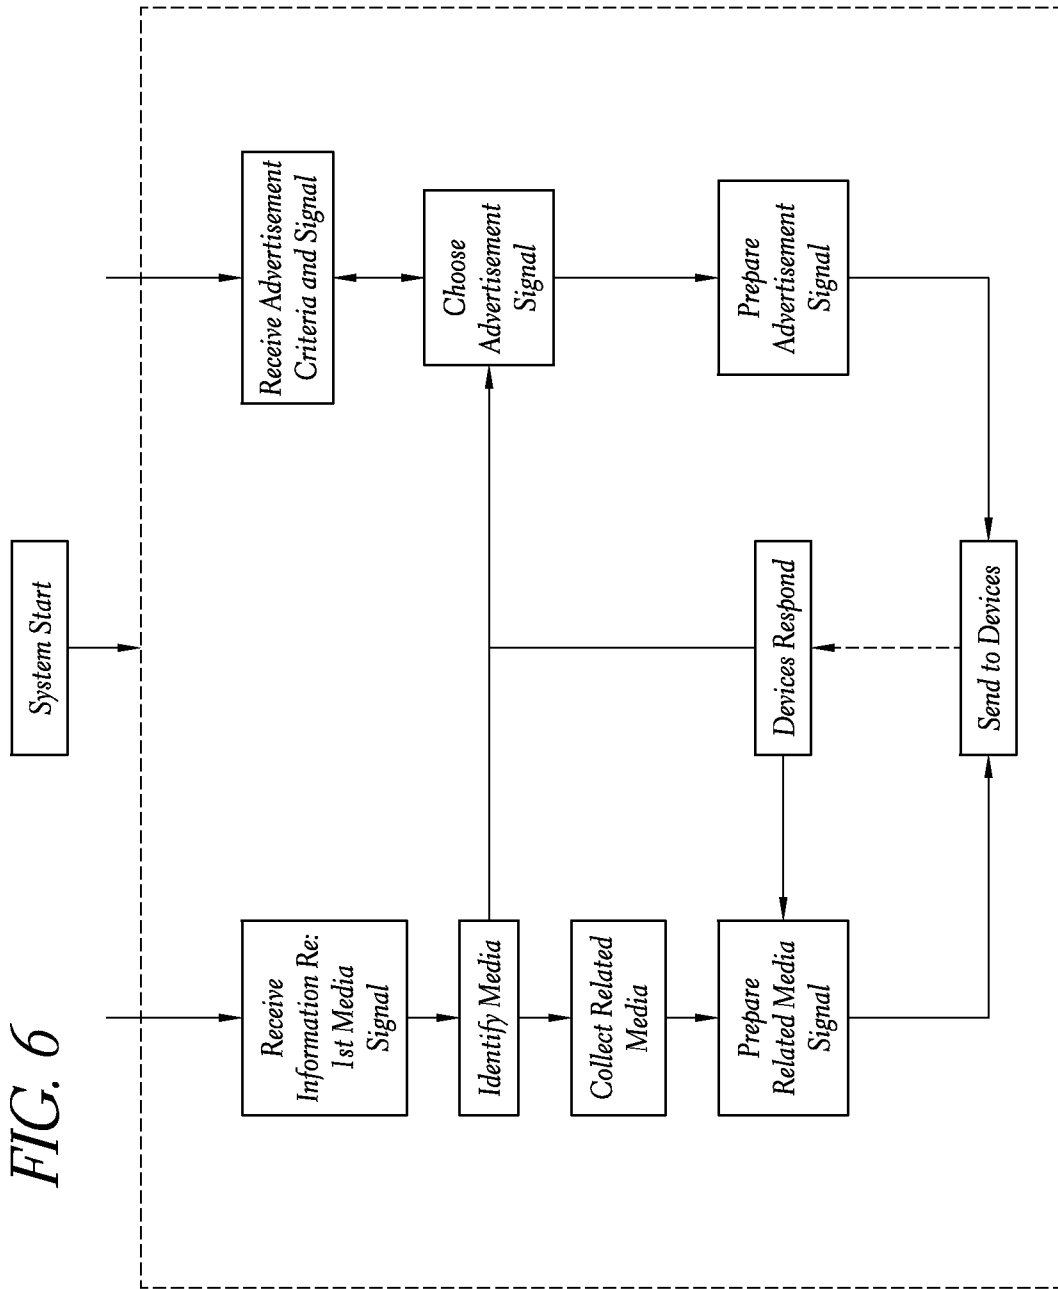 FIG. 6
System Start
Receive
Information Re:
1st Media
Signal
Identify Media
Collect Related
Media
Prepare
Related Media
Signal
Receive Advertisement
Criteria and Signal
Choose
Advertisement
Signal
Prepare
Advertisement
Signal
Devices Respond
Send to Devices